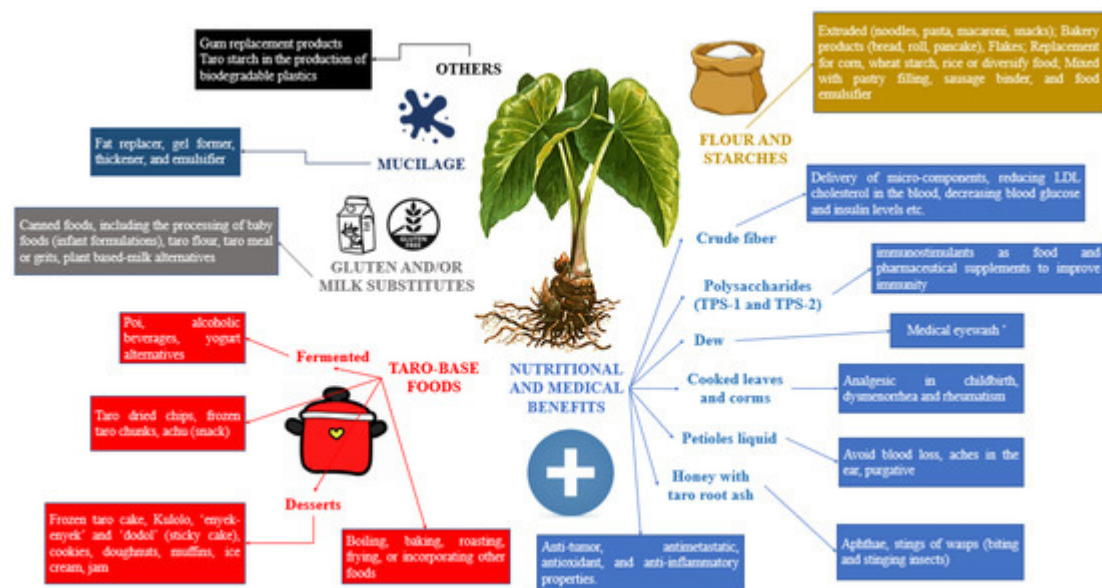 Gum replacement products
Taro starch in the production of
biodegradable plastics
OTHERS
Fat replacer, gel former,
thickener, and emulsifier
MUCILAGE
Canned foods, including the processing of baby
foods (infant formulations), taro flour, taro meal
or grits, plant based-milk alternatives
GLUTEN FREE
GLUTEN AND/OR
MILK SUBSTITUTES
Poi, alcoholic
beverages, yogurt
alternatives
Fermented
TARO-BASE
FOODS
Taro dried chips, frozen
taro chunks, achu (snack)
Desserts
Frozen taro cake, Kulolo, ‘enyek-
enyek’ and ‘dodol’ (sticky cake),
cookies, doughnuts, muffins, ice
cream, jam
Boiling, baking, roasting,
frying, or incorporating other
foods
Extruded (noodles, pasta, macaroni, snacks); Bakery
products (bread, roll, pancake), Flakes; Replacement
for corn, wheat starch, rice or diversify food; Mixed
with pastry filling, sausage binder, and food
emulsifier
FLOUR AND
STARCHES
Delivery of micro-components, reducing LDL
cholesterol in the blood, decreasing blood glucose
and insulin levels etc.
Crude fiber
immunostimulants as food and
pharmaceutical supplements to improve
immunity
Polysaccharides
(TPS-1 and TPS-2)
Dew
Medical eyewash
NUTRITIONAL
AND MEDICAL
BENEFITS
Cooked leaves
and corms
Analgesic in childbirth,
dysmenorrhea and rheumatism
Petioles liquid
Avoid blood loss, aches in the
ear, purgative
Honey with
taro root ash
Aphthae, stings of wasps (biting
and stinging insects)
Anti-tumor, antimetastatic,
antioxidant, and anti-inflammatory
properties.